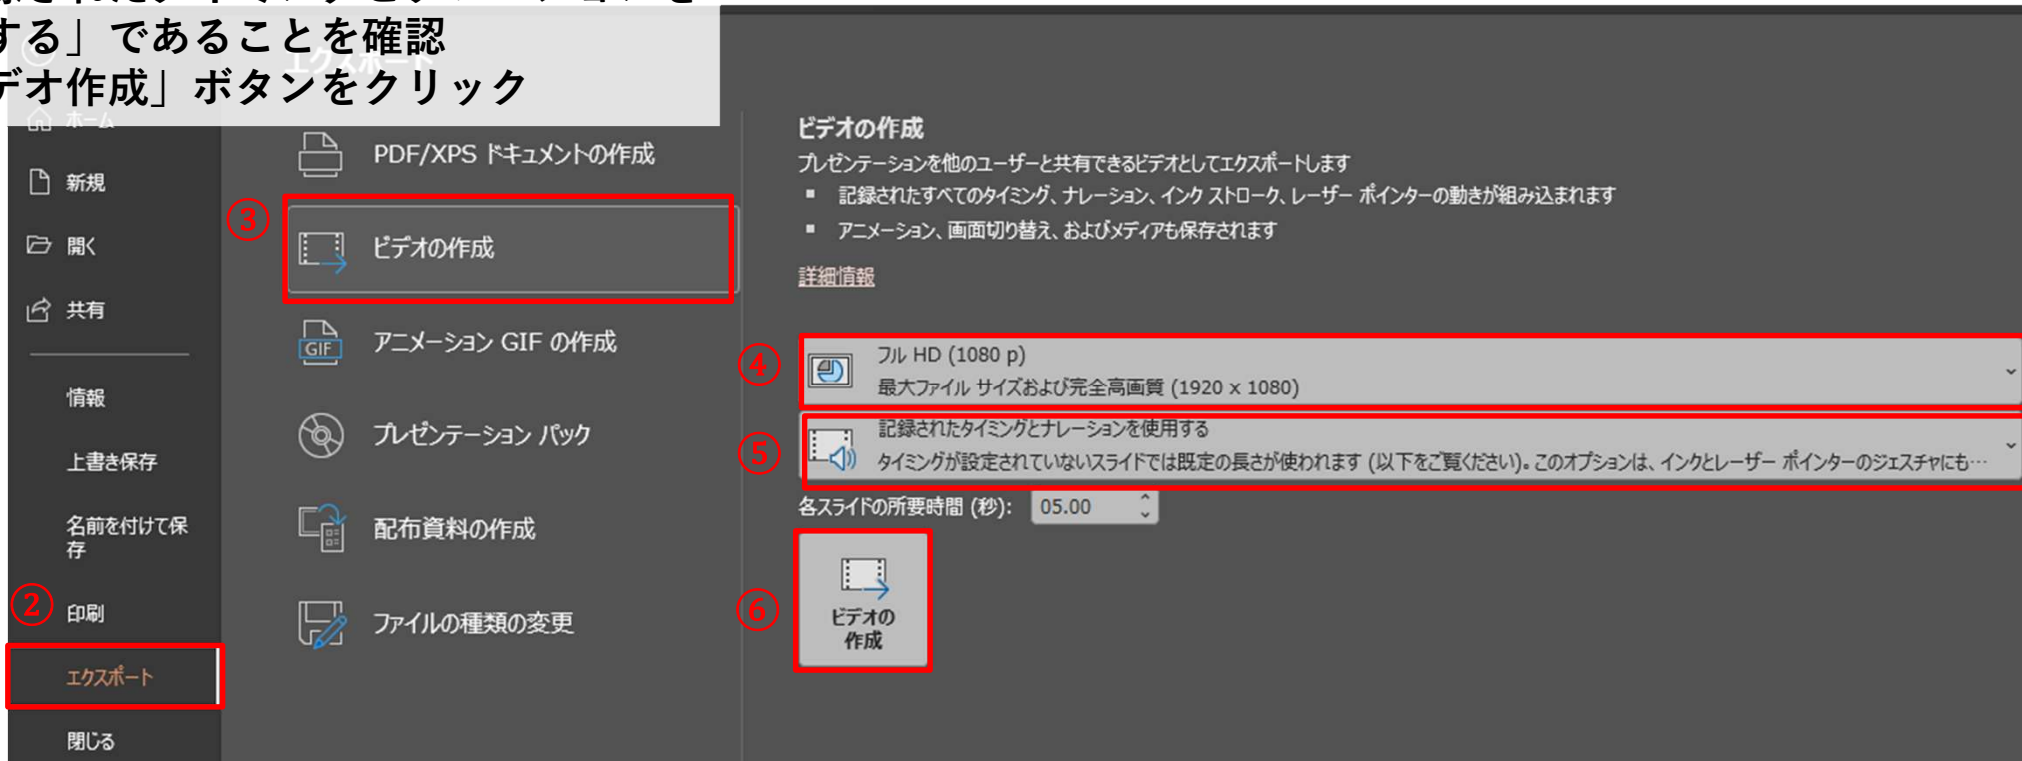 する」であることを確認
デオ作成」ボタンをクリック
エクスポート
ホーム
新規
開く
共有
情報
上書き保存
名前を付けて保
存
②
印刷
エクスポート
閉じる
PDF/XPS ドキュメントの作成
③
ビデオの作成
アニメーション GIF の作成
GIF
プレゼンテーション パック
配布資料の作成
ファイルの種類の変更
ビデオの作成
プレゼンテーションを他のユーザーと共有できるビデオとしてエクスポートします
▪ 記録されたすべてのタイミング、ナレーション、インク ストローク、レーザー ポインターの動きが組み込まれます
▪ アニメーション、画面切り替え、およびメディアも保存されます
詳細情報
④
フル HD (1080 p)
最大ファイル サイズおよび完全高画質 (1920 x 1080)
⑤
記録されたタイミングとナレーションを使用する
タイミングが設定されていないスライドでは既定の長さが使われます (以下をご覧ください)。このオプションは、インクとレーザー ポインターのジェスチャにも…
各スライドの所要時間 (秒): 05.00
⑥
ビデオの
作成